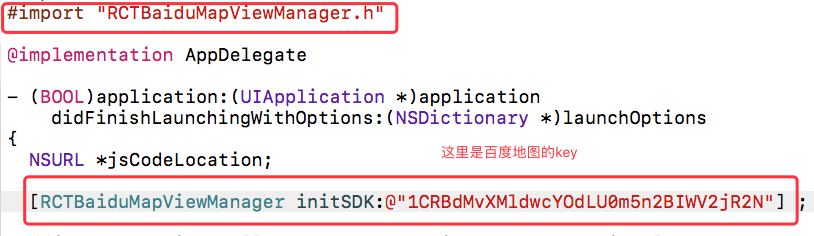 #import "RCTBaiduMapViewManager.h"
@implementation AppDelegate
- (BOOL)application:(UIApplication *)application
didFinishLaunchingWithOptions:(NSDictionary *)launchOptions
{
这里是百度地图的key
NSURL *jsCodeLocation;
[RCTBaiduMapViewManager initSDK:@"1CRBdMvXMldwcYOdLU0m5n2BIWV2jR2N"] ;